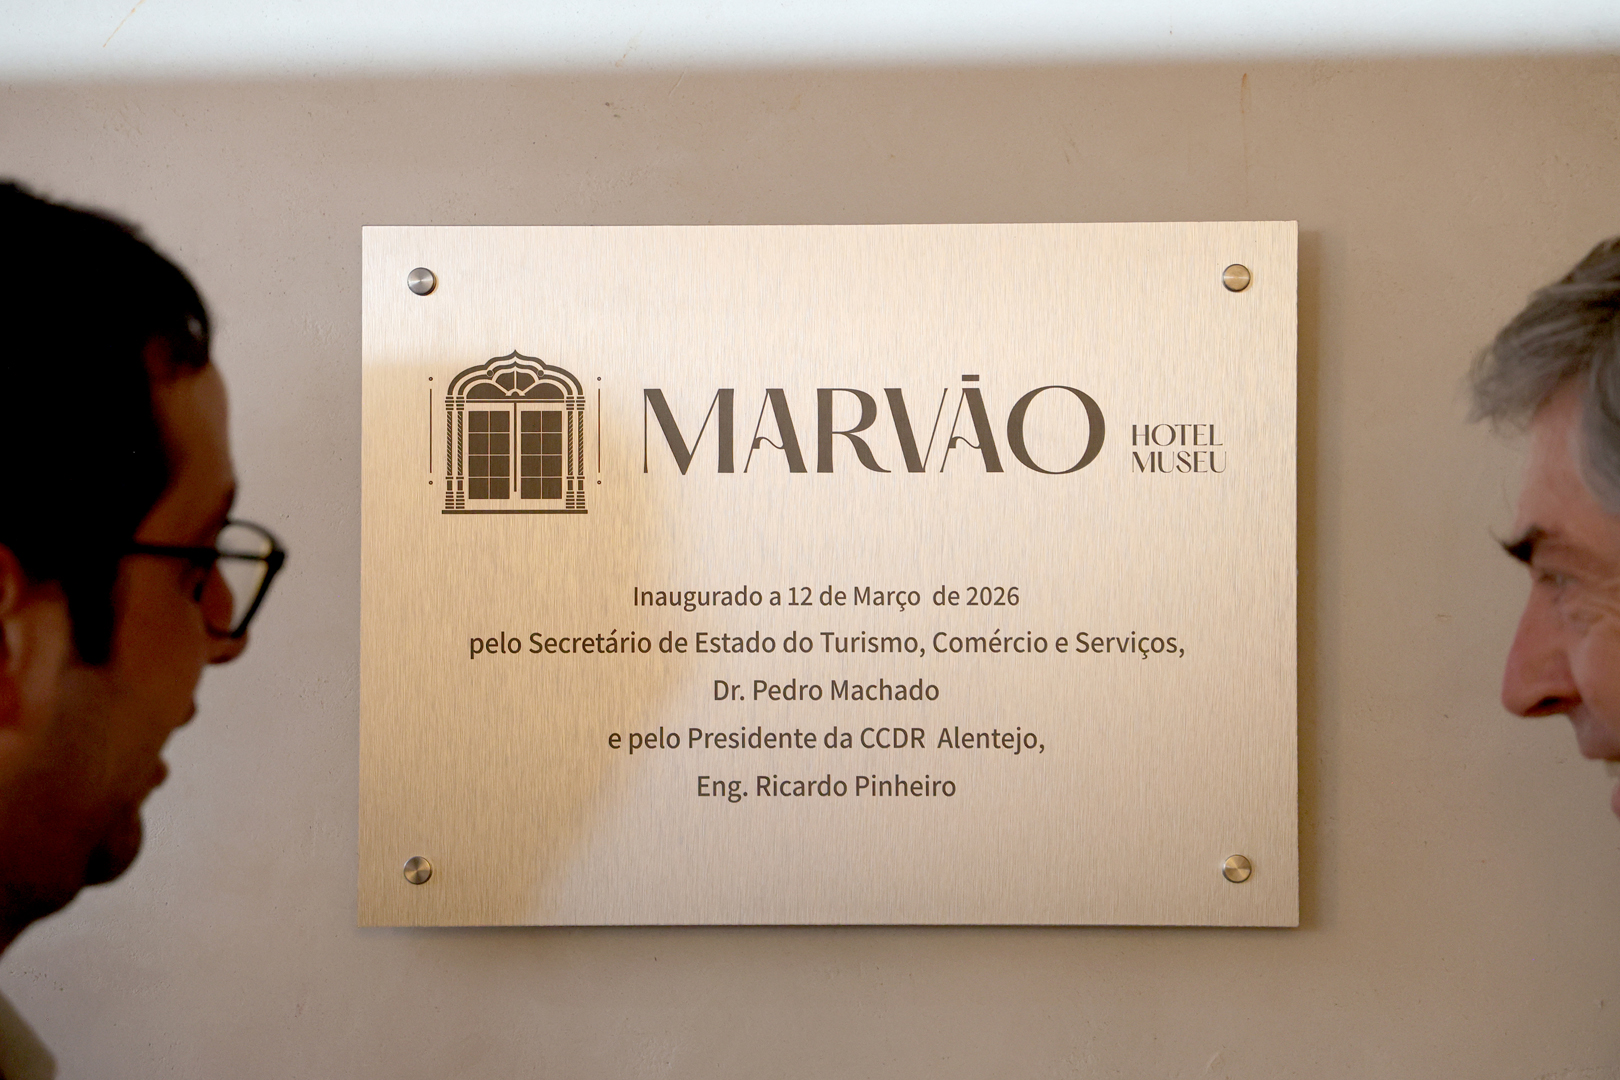 MARVÃO
HOTEL
MUSEU
Inaugurado a 12 de Março de 2026
pelo Secretário de Estado do Turismo, Comércio e Serviços,
Dr. Pedro Machado
e pelo Presidente da CCDR Alentejo,
Eng. Ricardo Pinheiro